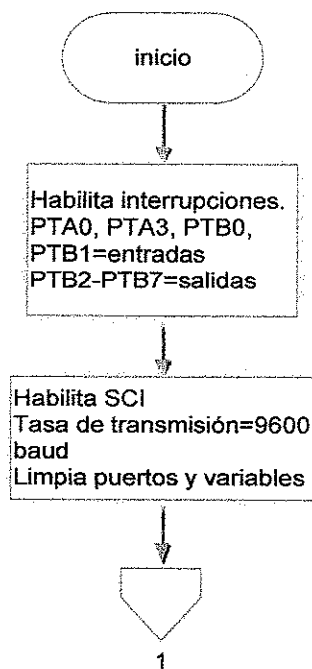 inicio
Habilita interrupciones.
PTA0, PTA3, PTB0,
PTB1=entradas
PTB2-PTB7=salidas
Habilita SCI
Tasa de transmisión=9600
baud
Limpia puertos y variables
1